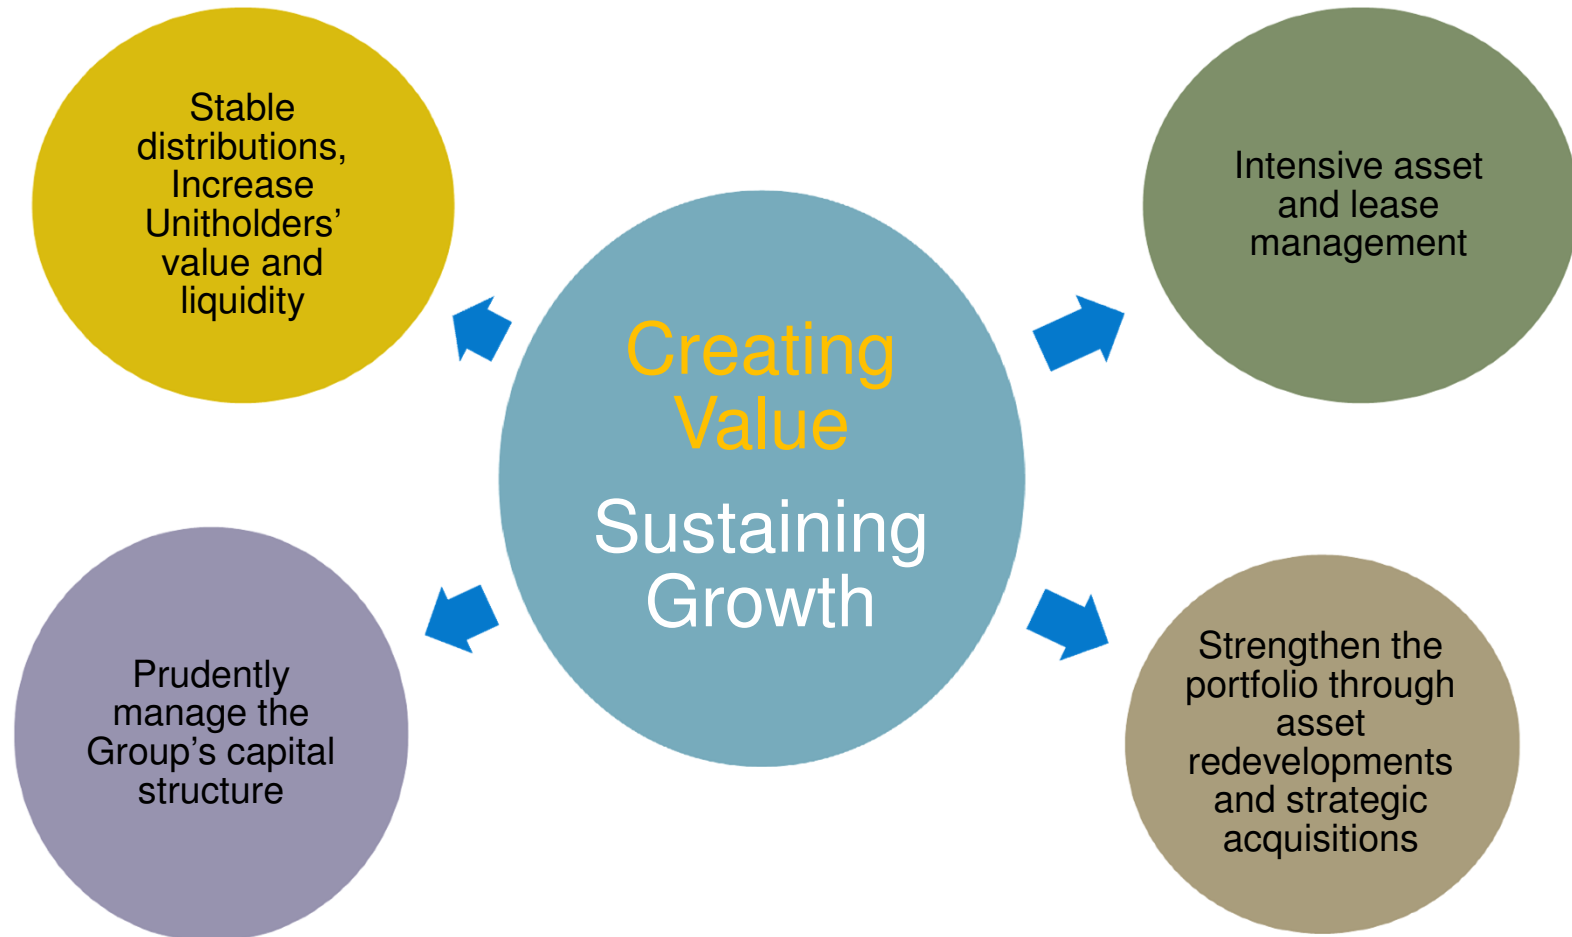 Stable
distributions,
Increase
Unitholders’
value and
liquidity
Intensive asset
and lease
management
Creating
Value
Sustaining
Growth
Prudently
manage the
Group’s capital
structure
Strengthen the
portfolio through
asset
redevelopments
and strategic
acquisitions